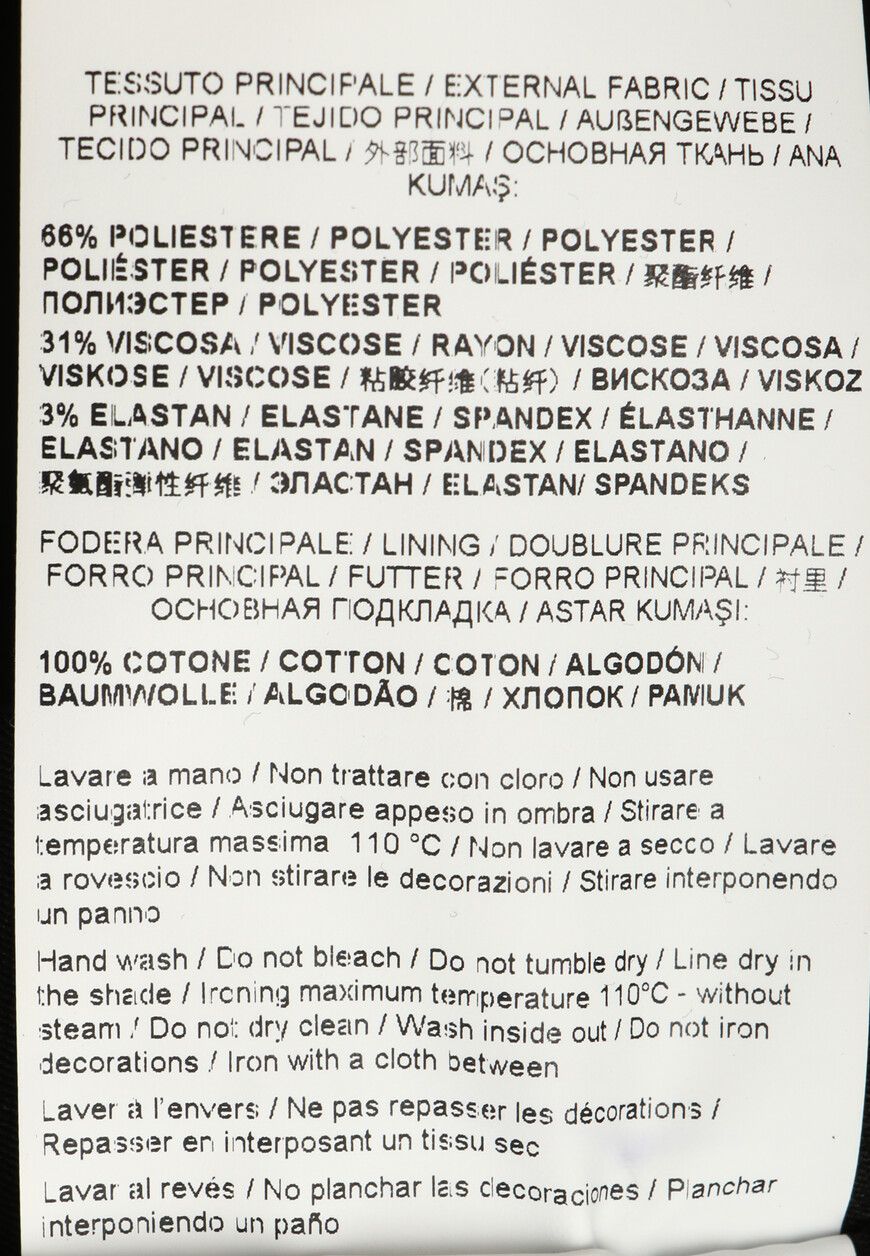 TESSUTO PRINCIPALE / EXTERNAL FABRIC / TISSU
PRINCIPAL / TEJIDO PRINCIPAL / AUßENGEWEBE /
TECIDO PRINCIPAL / 外部面料 / ОСНОВНАЯ ТКАНЬ / ANA
KUMAŞ:
66% POLIESTERE / POLYESTER / POLYESTER /
POLIÉSTER / POLYESTER / POLIÉSTER / 聚酯纤维 /
ПОЛИЭСТЕР / POLYESTER
31% VISCOSA / VISCOSE / RAYON / VISCOSE / VISCOSA /
VISKOSE / VISCOSE / 粘胶纤维(粘纤) / ВИСКОЗА / VISKOZ
3% ELASTAN / ELASTANE / SPANDEX / ÉLASTHANNE /
ELASTANO / ELASTAN / SPANDEX / ELASTANO /
聚氨酯弹性纤维 / ЭЛАСТАН / ELASTAN/ SPANDEKS
FODERA PRINCIPALE / LINING / DOUBLURE PRINCIPALE /
FORRO PRINCIPAL / FUTTER / FORRO PRINCIPAL / 衬里 /
ОСНОВНАЯ ПОДКЛАДКА / ASTAR KUMAŞI:
100% COTONE / COTTON / COTON / ALGODÓN /
BAUMWOLLE / ALGODÃO / 棉 / ХЛОПОК / PAMUK
Lavare a mano / Non trattare con cloro / Non usare
asciugatrice / Asciugare appeso in ombra / Stirare a
temperatura massima 110 °C / Non lavare a secco / Lavare
a rovescio / Non stirare le decorazioni / Stirare interponendo
un panno
Hand wash / Do not bleach / Do not tumble dry / Line dry in
the shade / Ironing maximum temperature 110°C - without
steam / Do not dry clean / Wash inside out / Do not iron
decorations / Iron with a cloth between
Laver à l'envers / Ne pas repasser les décorations /
Repasser en interposant un tissu sec
Lavar al revés / No planchar las decoraciones / Planchar
interponiendo un paño